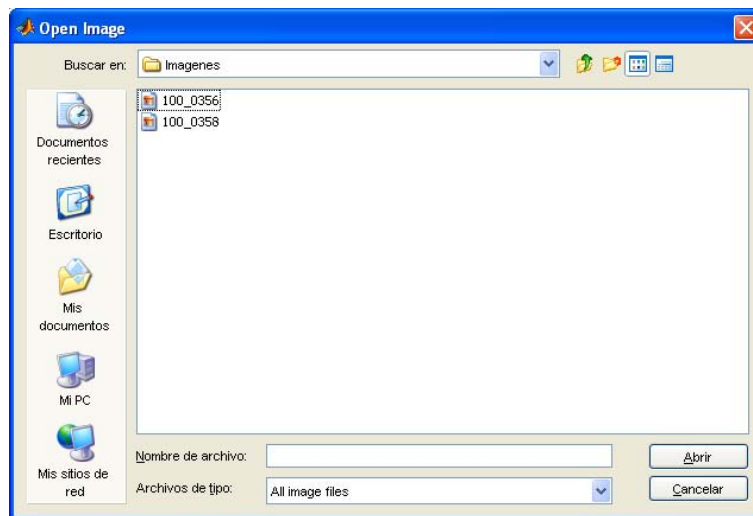 Open Image
Buscar en:
Imagenes
Documentos
recientes
Escritorio
Mis
documentos
Mi PC
Mis sitios de
red
100_0356
100_0358
Nombre de archivo:
Abrir
Archivos de tipo:
All image files
Cancelar